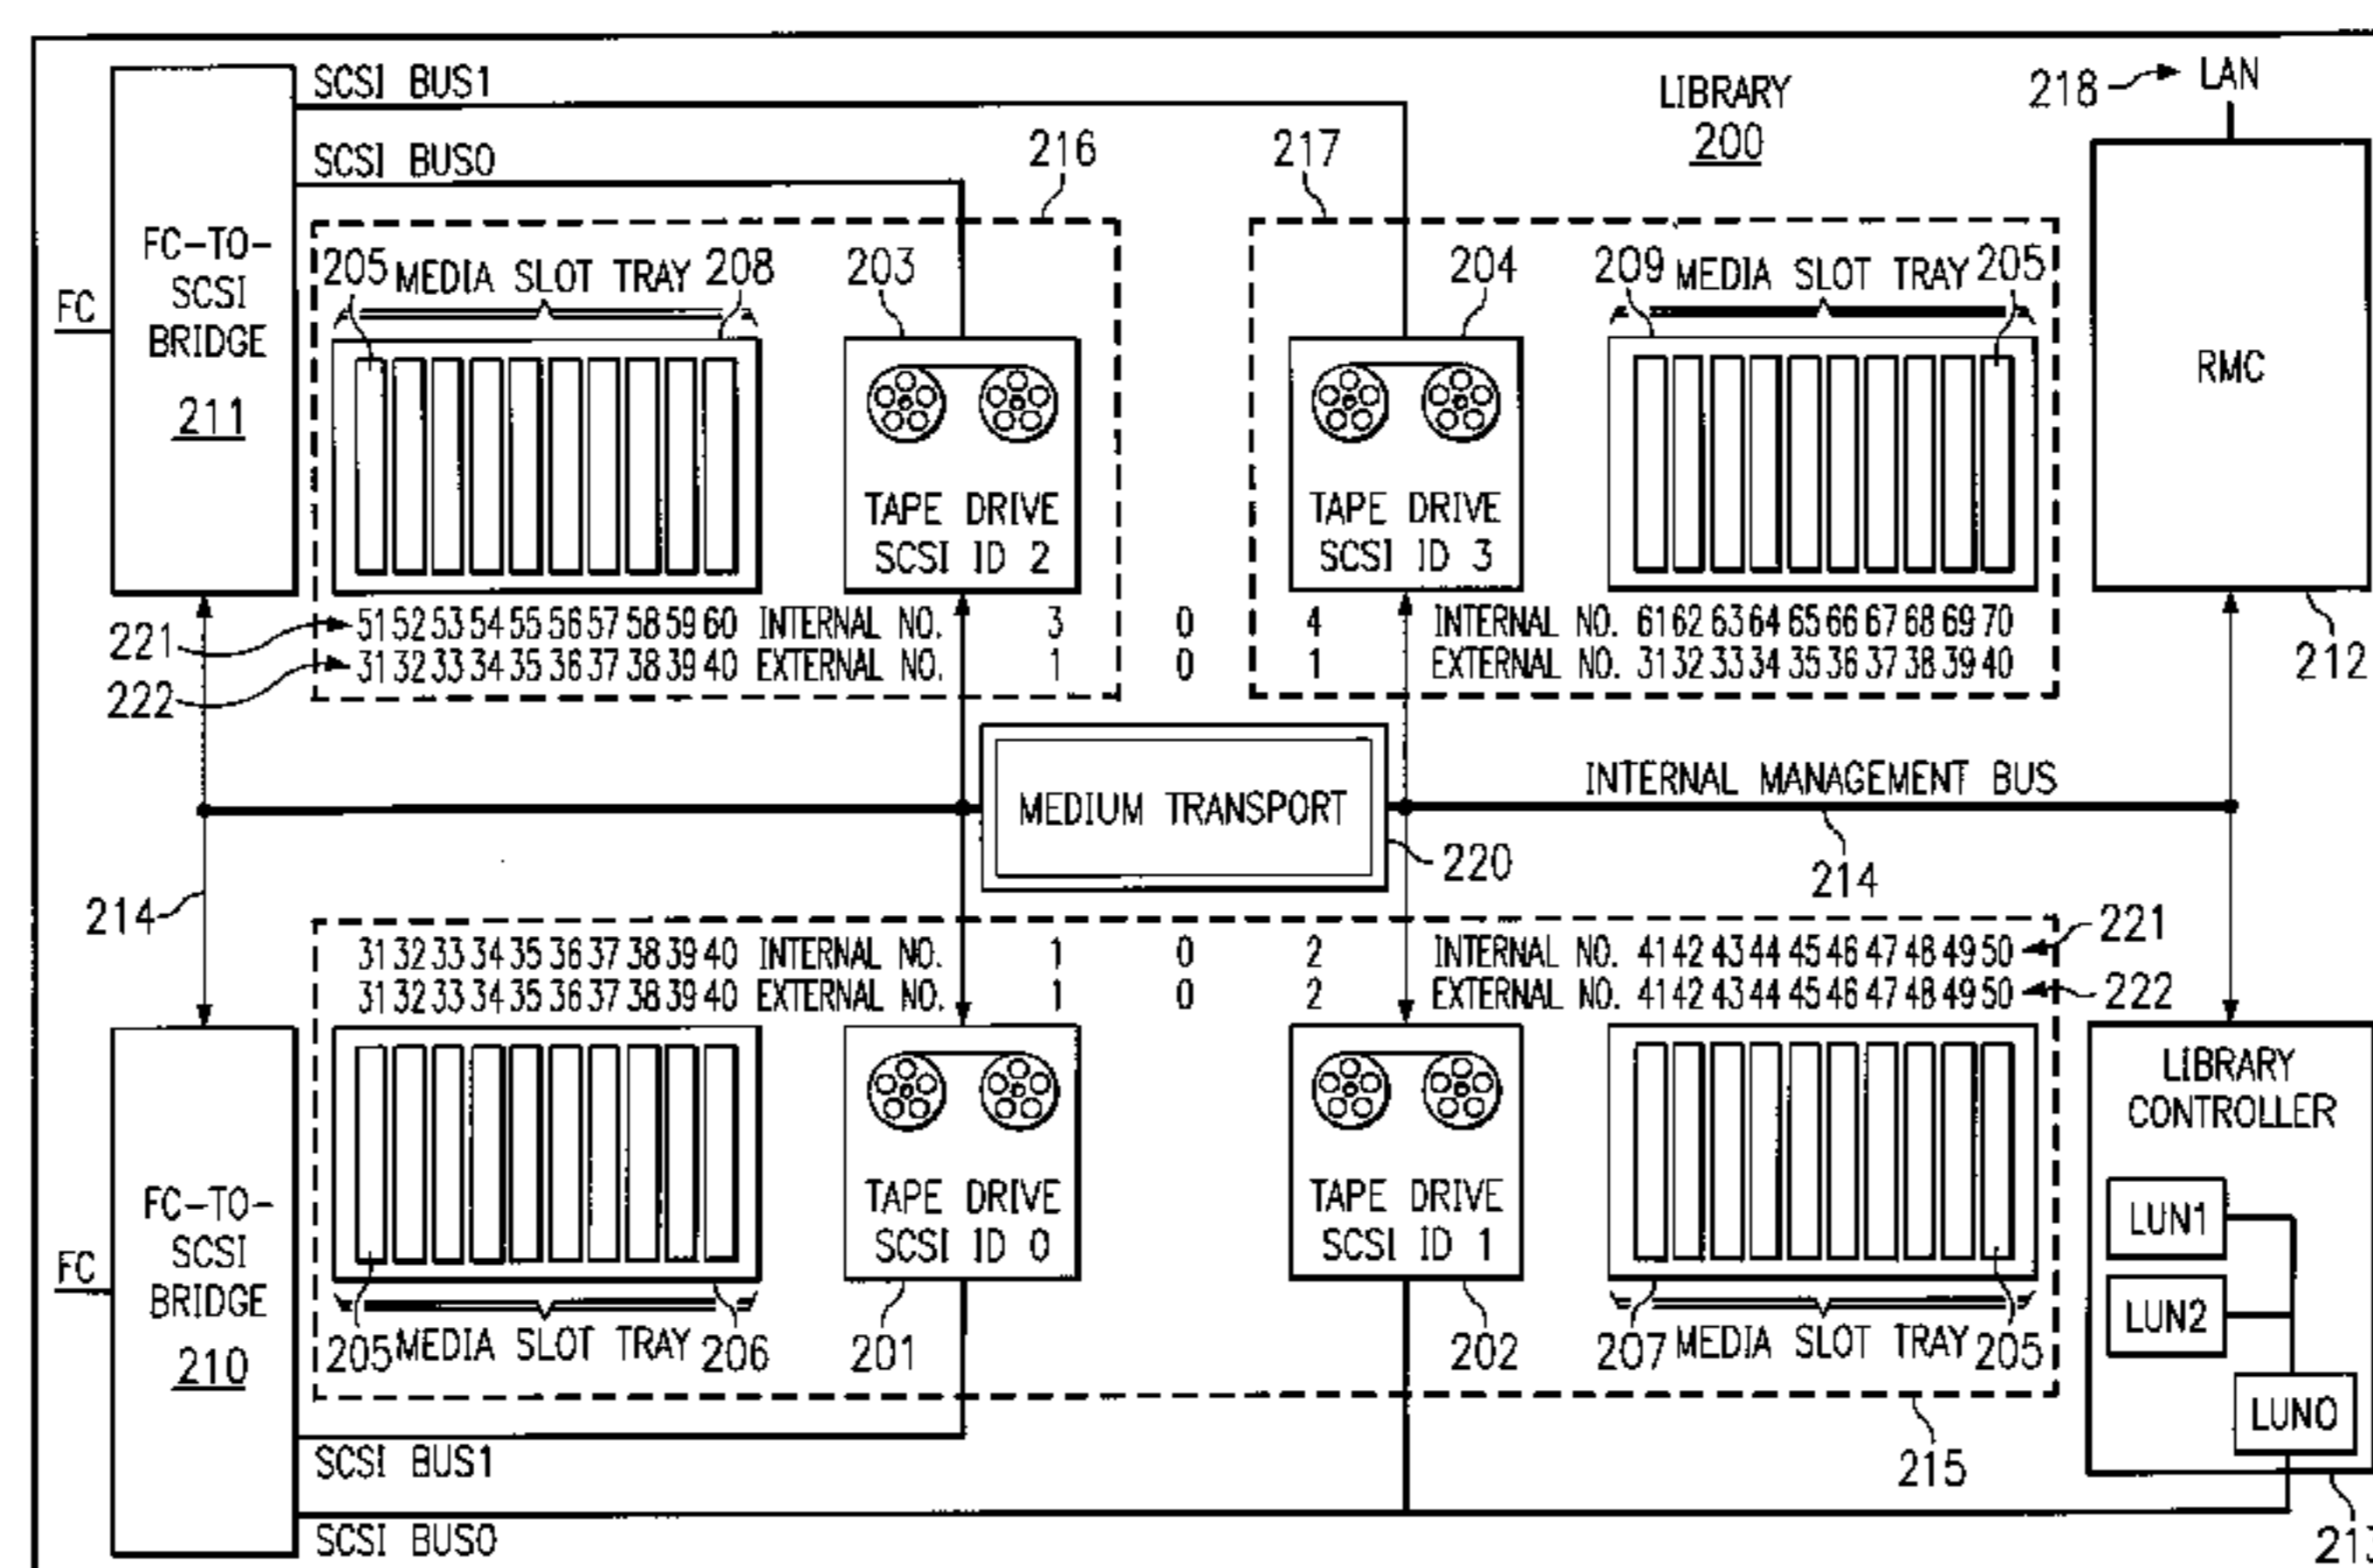 SCSI BUS1
LIBRARY
200
218 LAN
SCSI BUS0
216
217
FC-TO-
SCSI
BRIDGE
211
FC
205 MEDIA SLOT TRAY 208
203
204
209 MEDIA SLOT TRAY 205
RMC
TAPE DRIVE
SCSI ID 2
TAPE DRIVE
SCSI ID 3
221 51 52 53 54 55 56 57 58 59 60 INTERNAL NO. 3 0 4 INTERNAL NO. 61 62 63 64 65 66 67 68 69 70
222 31 32 33 34 35 36 37 38 39 40 EXTERNAL NO. 1 0 1 EXTERNAL NO. 31 32 33 34 35 36 37 38 39 40
212
MEDIUM TRANSPORT
INTERNAL MANAGEMENT BUS
220
214
214
31 32 33 34 35 36 37 38 39 40 INTERNAL NO. 1 0 2 INTERNAL NO. 41 42 43 44 45 46 47 48 49 50 221
31 32 33 34 35 36 37 38 39 40 EXTERNAL NO. 1 0 2 EXTERNAL NO. 41 42 43 44 45 46 47 48 49 50 222
FC-TO-
SCSI
BRIDGE
210
FC
TAPE DRIVE
SCSI ID 0
TAPE DRIVE
SCSI ID 1
LIBRARY
CONTROLLER
LUN1
LUN2
LUN0
205 MEDIA SLOT TRAY 206
201
202
207 MEDIA SLOT TRAY 205
SCSI BUS1
215
SCSI BUS0
213